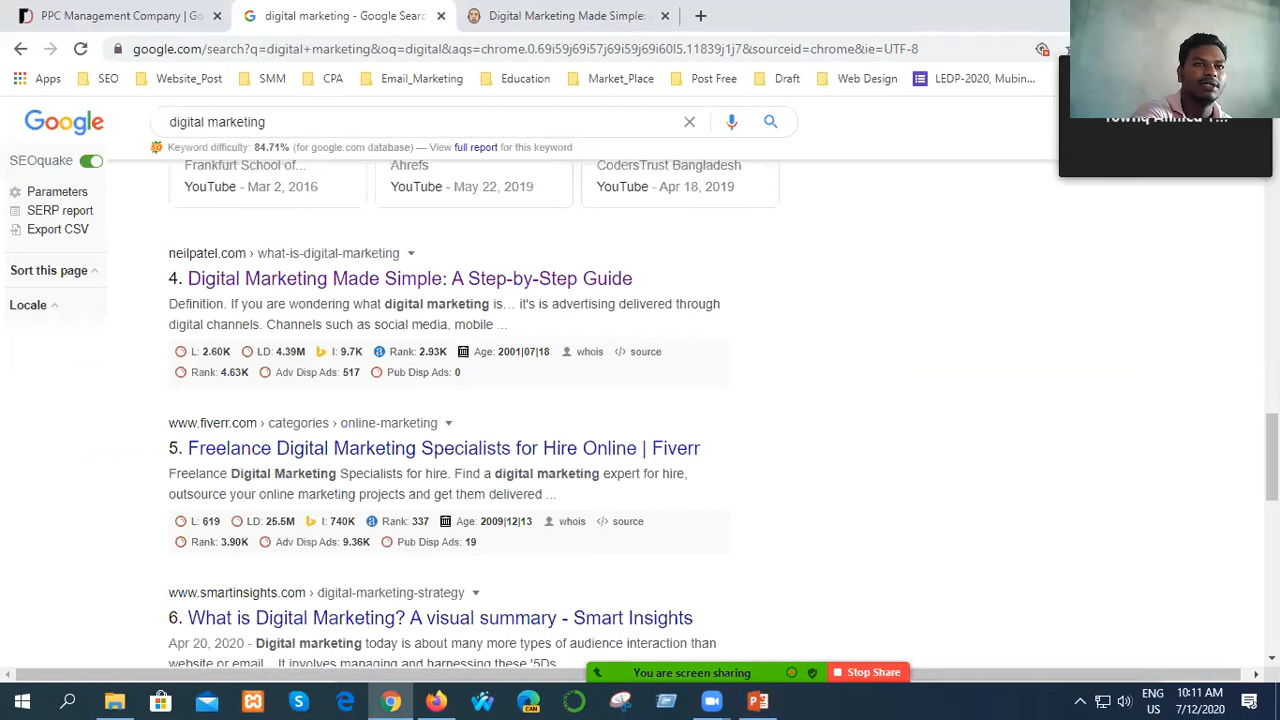 PPC Management Company | Go
digital marketing - Google Searc
Digital Marketing Made Simple:
google.com/search?q=digital+marketing&oq=digital&aqs=chrome.0.69i59j69i57j69i59j69i60l5.11839j1j7&sourceid=chrome&ie=UTF-8
Apps SEO Website_Post SMM CPA Email_Marketing Education Market_Place Post Free Draft Web Design LEDP-2020, Mubin...
Google
digital marketing
Keyword difficulty: 84.71% (for google.com database) — View full report for this keyword
SEOquake
Parameters
SERP report
Export CSV
Sort this page
Locale
Frankfurt School of... Ahrefs CodersTrust Bangladesh
YouTube - Mar 2, 2016 YouTube - May 22, 2019 YouTube - Apr 18, 2019
neilpatel.com › what-is-digital-marketing
4. Digital Marketing Made Simple: A Step-by-Step Guide
Definition. If you are wondering what digital marketing is… it's is advertising delivered through
digital channels. Channels such as social media, mobile ...
L: 2.60K LD: 4.39M I: 9.7K Rank: 2.93K Age: 2001|07|18 whois source
Rank: 4.63K Adv Disp Ads: 517 Pub Disp Ads: 0
www.fiverr.com › categories › online-marketing
5. Freelance Digital Marketing Specialists for Hire Online | Fiverr
Freelance Digital Marketing Specialists for hire. Find a digital marketing expert for hire,
outsource your online marketing projects and get them delivered ...
L: 619 LD: 25.5M I: 740K Rank: 337 Age: 2009|12|13 whois source
Rank: 3.90K Adv Disp Ads: 9.36K Pub Disp Ads: 19
www.smartinsights.com › digital-marketing-strategy
6. What is Digital Marketing? A visual summary - Smart Insights
Apr 20, 2020 - Digital marketing today is about many more types of audience interaction than
website or email... It involves managing and harnessing these '5Ds
You are screen sharing Stop Share
CAN
ENG
US
10:11 AM
7/12/2020